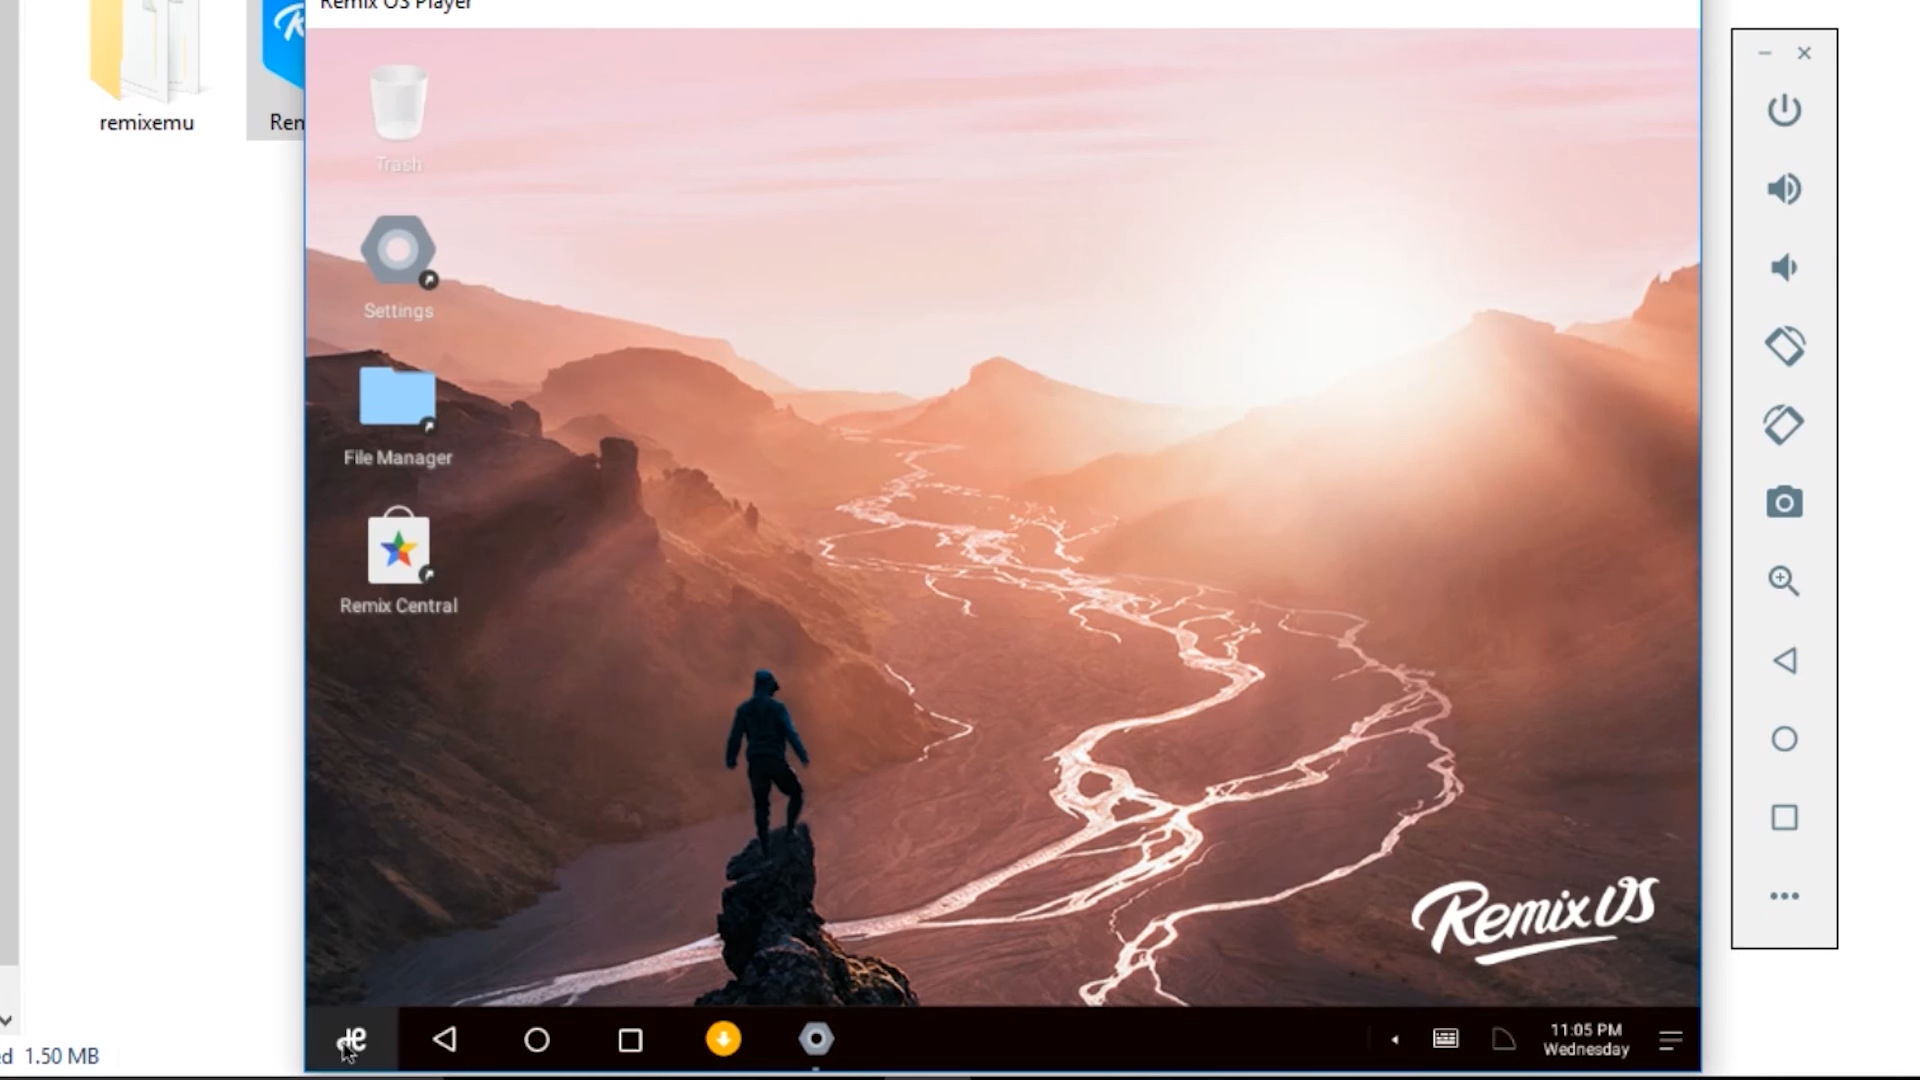 Remix OS Player
remixemu
Ren
Trash
Settings
File Manager
Remix Central
Remix OS
11:05 PM
Wednesday
ed 1.50 MB